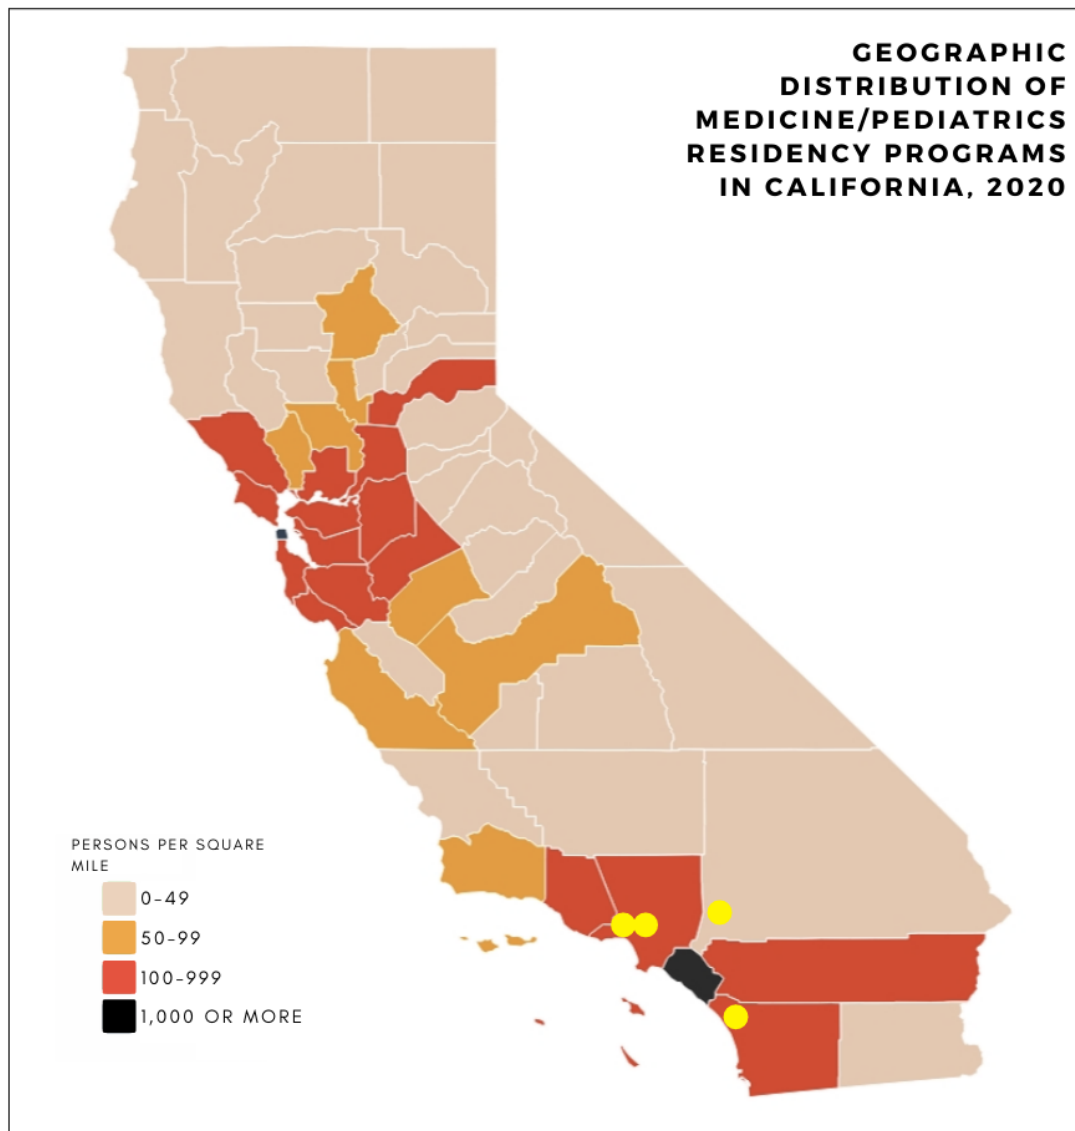 GEOGRAPHIC
DISTRIBUTION OF
MEDICINE/PEDIATRICS
RESIDENCY PROGRAMS
IN CALIFORNIA, 2020
PERSONS PER SQUARE
MILE
0-49
50-99
100-999
1,000 OR MORE